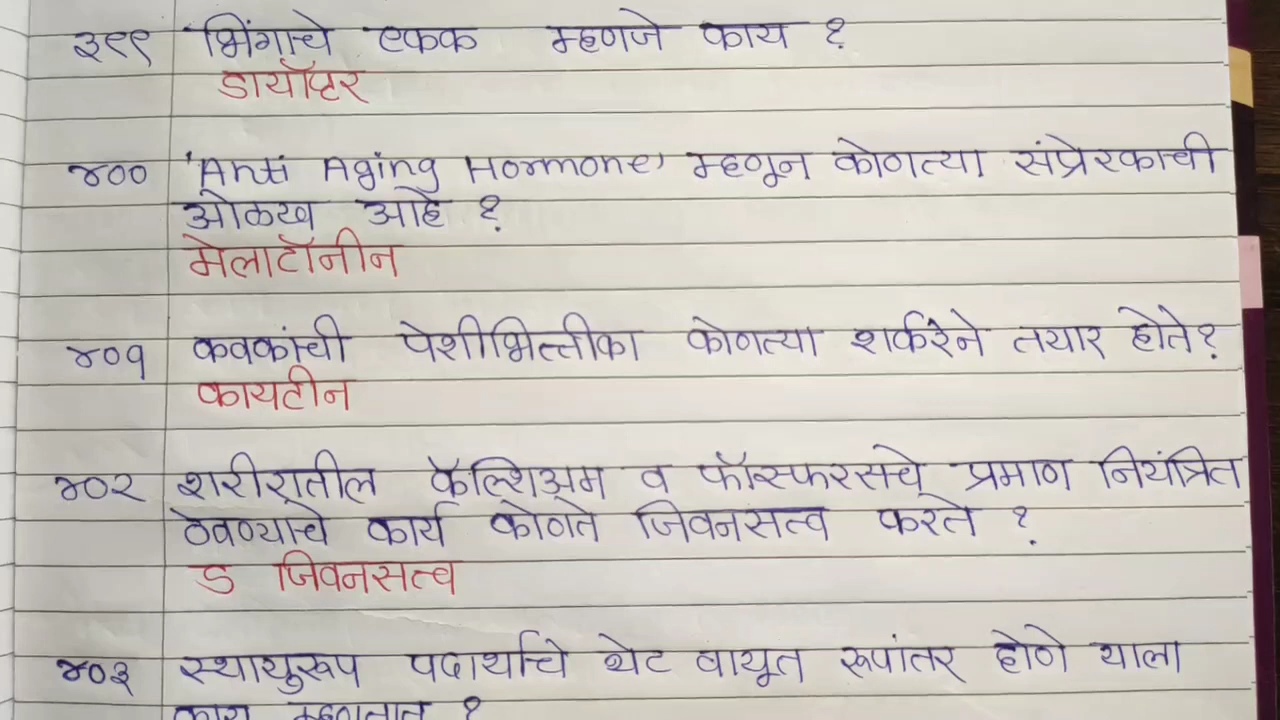 ३९९ भिंगाचे एकक म्हणजे काय ?
डायॉप्टर
४०० 'Anti Aging Hormone' म्हणून कोणत्या संप्रेरकाची
ओळख आहे ?
मेलाटॉनीन
४०१ कवकांची पेशीभित्तीका कोणत्या शर्करेने तयार होते?
कायटीन
४०२ शरीरातील कॅल्शिअम व फॉस्फरसचे प्रमाण नियंत्रित
ठेवण्याचे कार्य कोणते जिवनसत्व करते ?
ड जिवनसत्व
४०३ स्थायुरूप पदार्थाचे थेट वायूत रूपांतर होणे याला
काय म्हणतात ?